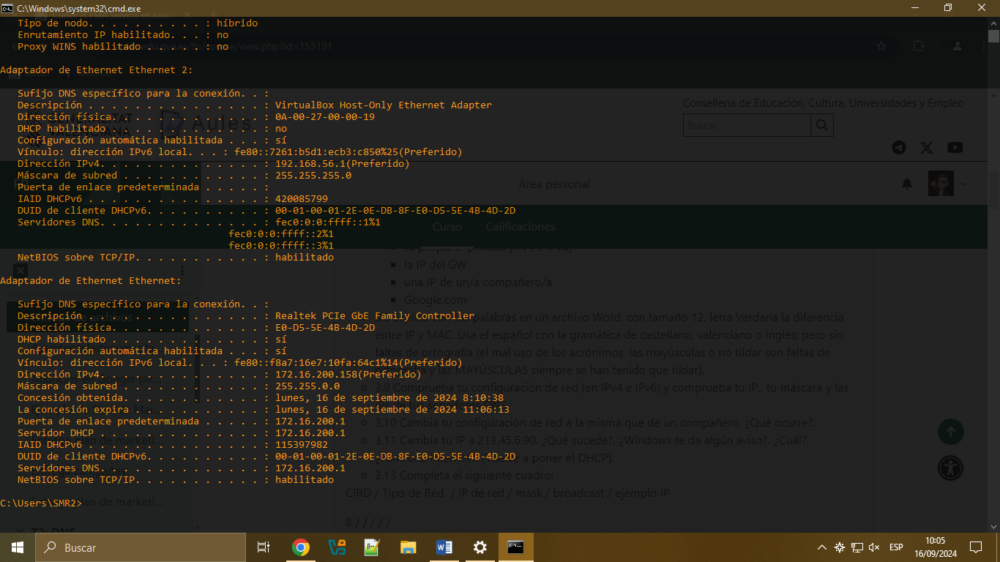 C:\Windows\system32\cmd.exe
Tipo de nodo. . . . . . . . . . : híbrido
Enrutamiento IP habilitado. . . : no
Proxy WINS habilitado . . . . . : no
edu.gva.es/fp/course/view.php?id=153191
Adaptador de Ethernet Ethernet 2:
Sufijo DNS específico para la conexión. . :
Descripción . . . . . . . . . . . . . . . : VirtualBox Host-Only Ethernet Adapter
Dirección física. . . . . . . . . . . . . : 0A-00-27-00-00-19
DHCP habilitado . . . . . . . . . . . . . : no
Configuración automática habilitada . . . : sí
Vínculo: dirección IPv6 local. . . : fe80::7261:b5d1:ecb3:c850%25(Preferido)
Dirección IPv4. . . . . . . . . . . . . . : 192.168.56.1(Preferido)
Máscara de subred . . . . . . . . . . . . : 255.255.255.0
Puerta de enlace predeterminada . . . . . :
IAID DHCPv6 . . . . . . . . . . . . . . . : 420085799
DUID de cliente DHCPv6. . . . . . . . . . : 00-01-00-01-2E-0E-DB-8F-E0-D5-5E-4B-4D-2D
Servidores DNS. . . . . . . . . . . . . . : fec0:0:0:ffff::1%1
fec0:0:0:ffff::2%1
fec0:0:0:ffff::3%1
NetBIOS sobre TCP/IP. . . . . . . . . . . : habilitado
Adaptador de Ethernet Ethernet:
Sufijo DNS específico para la conexión. . :
Descripción . . . . . . . . . . . . . . . : Realtek PCIe GbE Family Controller
Dirección física. . . . . . . . . . . . . : E0-D5-5E-4B-4D-2D
DHCP habilitado . . . . . . . . . . . . . : sí
Configuración automática habilitada . . . : sí
Vínculo: dirección IPv6 local. . . : fe80::f8a7:16e7:10fa:64c1%14(Preferido)
Dirección IPv4. . . . . . . . . . . . . . : 172.16.200.158(Preferido)
Máscara de subred . . . . . . . . . . . . : 255.255.0.0
Concesión obtenida. . . . . . . . . . . . : lunes, 16 de septiembre de 2024 8:10:38
La concesión expira . . . . . . . . . . . : lunes, 16 de septiembre de 2024 11:06:13
Puerta de enlace predeterminada . . . . . : 172.16.200.1
Servidor DHCP . . . . . . . . . . . . . . : 172.16.200.1
IAID DHCPv6 . . . . . . . . . . . . . . . : 115397982
DUID de cliente DHCPv6. . . . . . . . . . : 00-01-00-01-2E-0E-DB-8F-E0-D5-5E-4B-4D-2D
Servidores DNS. . . . . . . . . . . . . . : 172.16.200.1
NetBIOS sobre TCP/IP. . . . . . . . . . . : habilitado
C:\Users\SMR2>
Conselleria de Educación, Cultura, Universidades y Empleo
Aules
Buscar...
Área personal
Curso
Calificaciones
la IP del GW
una IP de un/a compañero/a
Google.com
palabras en un archivo Word, con tamaño 12, letra Verdana la diferencia
entre IP y MAC. Usa el español con la gramática de castellano, valenciano o inglés; pero sin
faltas de ortografía (el mal uso de los acrónimos, las mayúsculas o no tildar son faltas de
y las MAYÚSCULAS siempre se han tenido que tildar).
3.9 Comprueba tu configuración de red (en IPv4 e IPv6) y comprueba tu IP,, tu máscara y las
3.10 Cambia tu configuración de red a la misma que de un compañero. ¿Qué ocurre?.
3.11 Cambia tu IP a 213.45.6.90. ¿Qué sucede?. ¿Windows te da algún aviso?. ¿Cuál?.
a poner el DHCP).
3.13 Completa el siguiente cuadro:
CIRD / Tipo de Red / IP de red / mask / broadcast / ejemplo IP
8 / / / / /
Buscar
ESP
10:05
16/09/2024